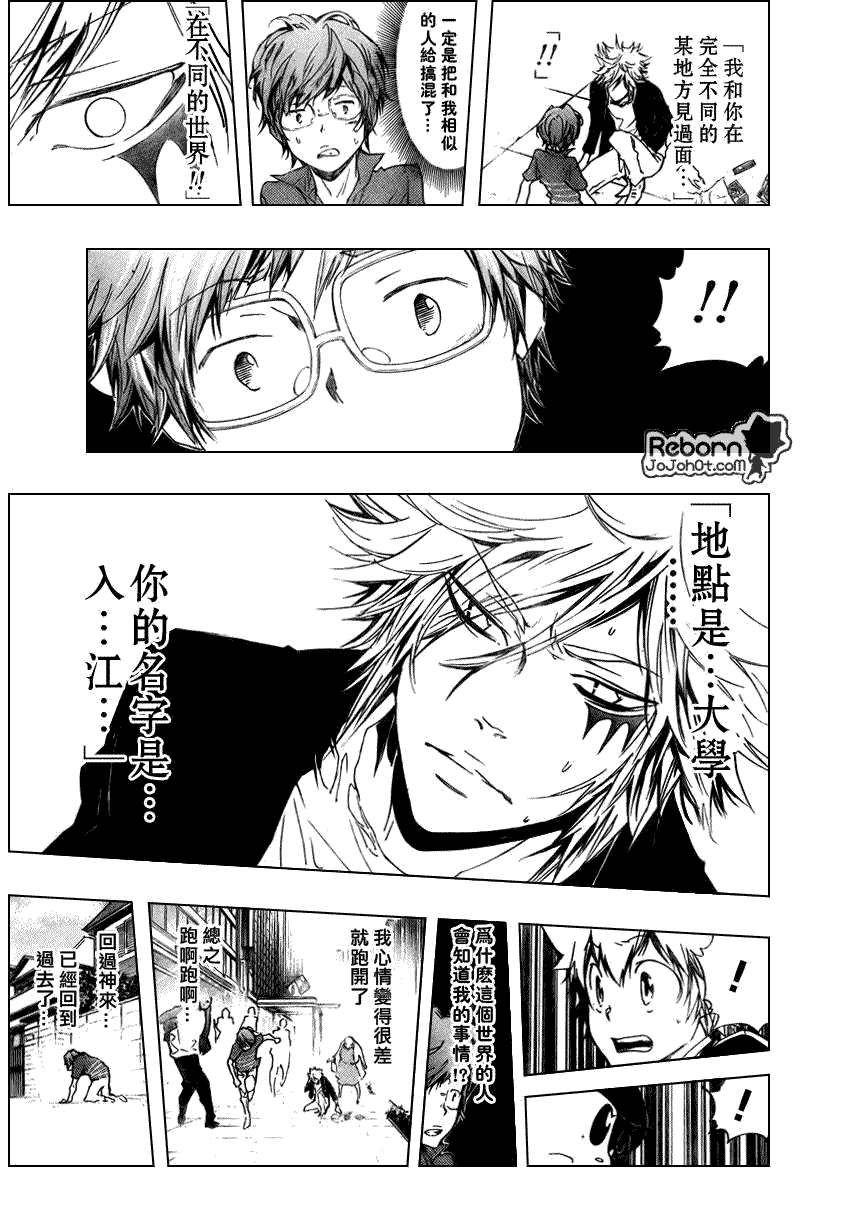 「我和你在
完全不同的
某地方見過面…」
「!!」
一定是把和我相似
的人給搞混了…
「在不同的世界!!」
!!
Reborn
JoJoHOt.com
「地點是…大學
………
你的名字是…
入…江…」
!
!
爲什麽這個世界的人
會知道我的事情!?
我心情變得很差
就跑開了
總之
跑啊跑啊…
回過神來…
已經回到
過去了…